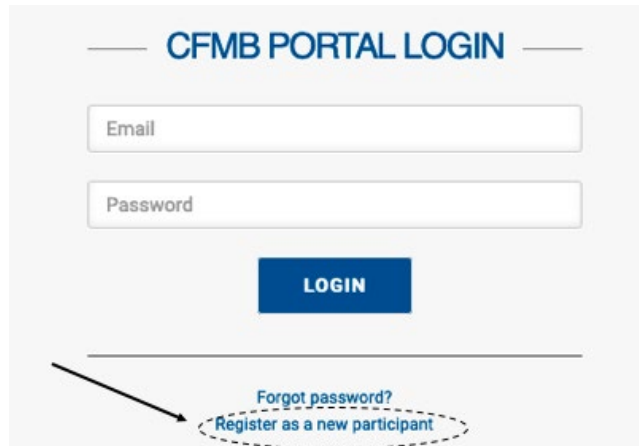 CFMB PORTAL LOGIN
Email
Password
LOGIN
Forgot password?
Register as a new participant